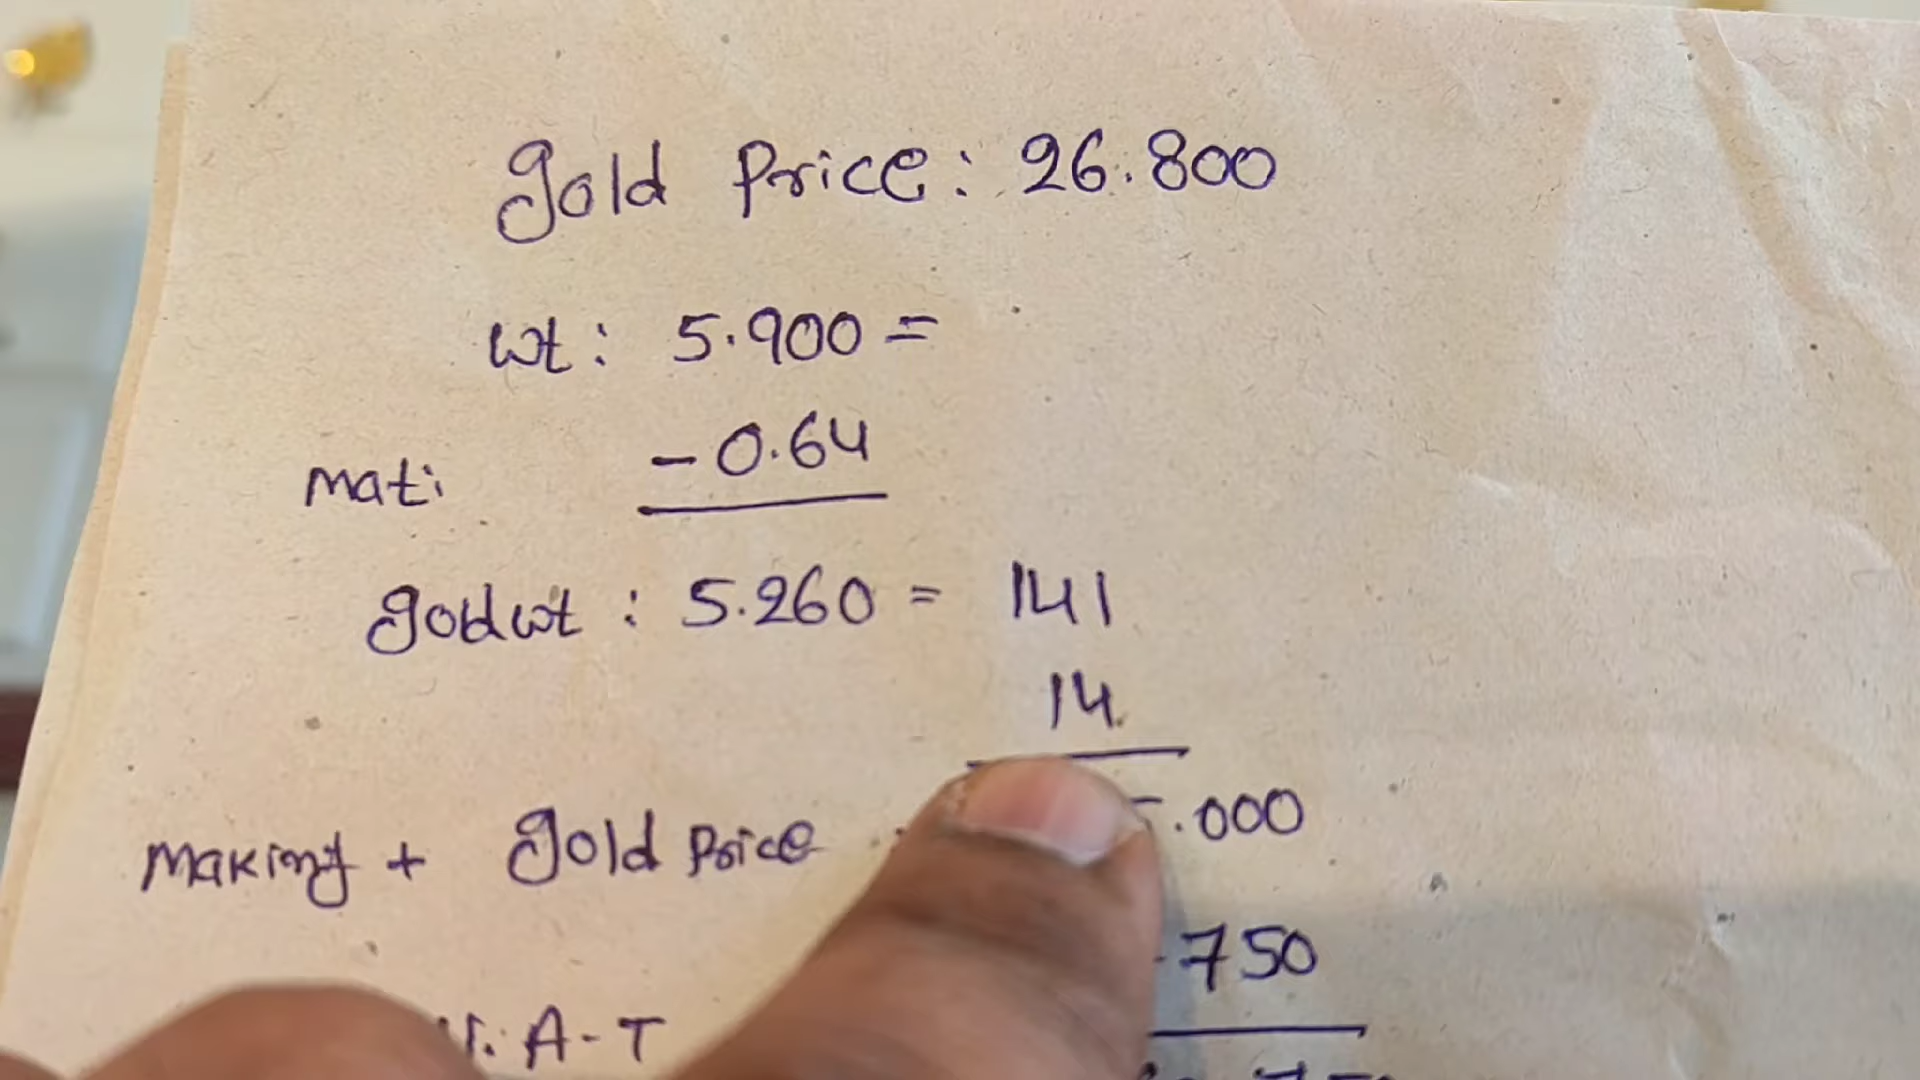 Gold Price: 26.800
wt: 5.900 =
mat: - 0.64
Goldwt : 5.260 = 141
14
Making + Gold Price .000
750
A-T